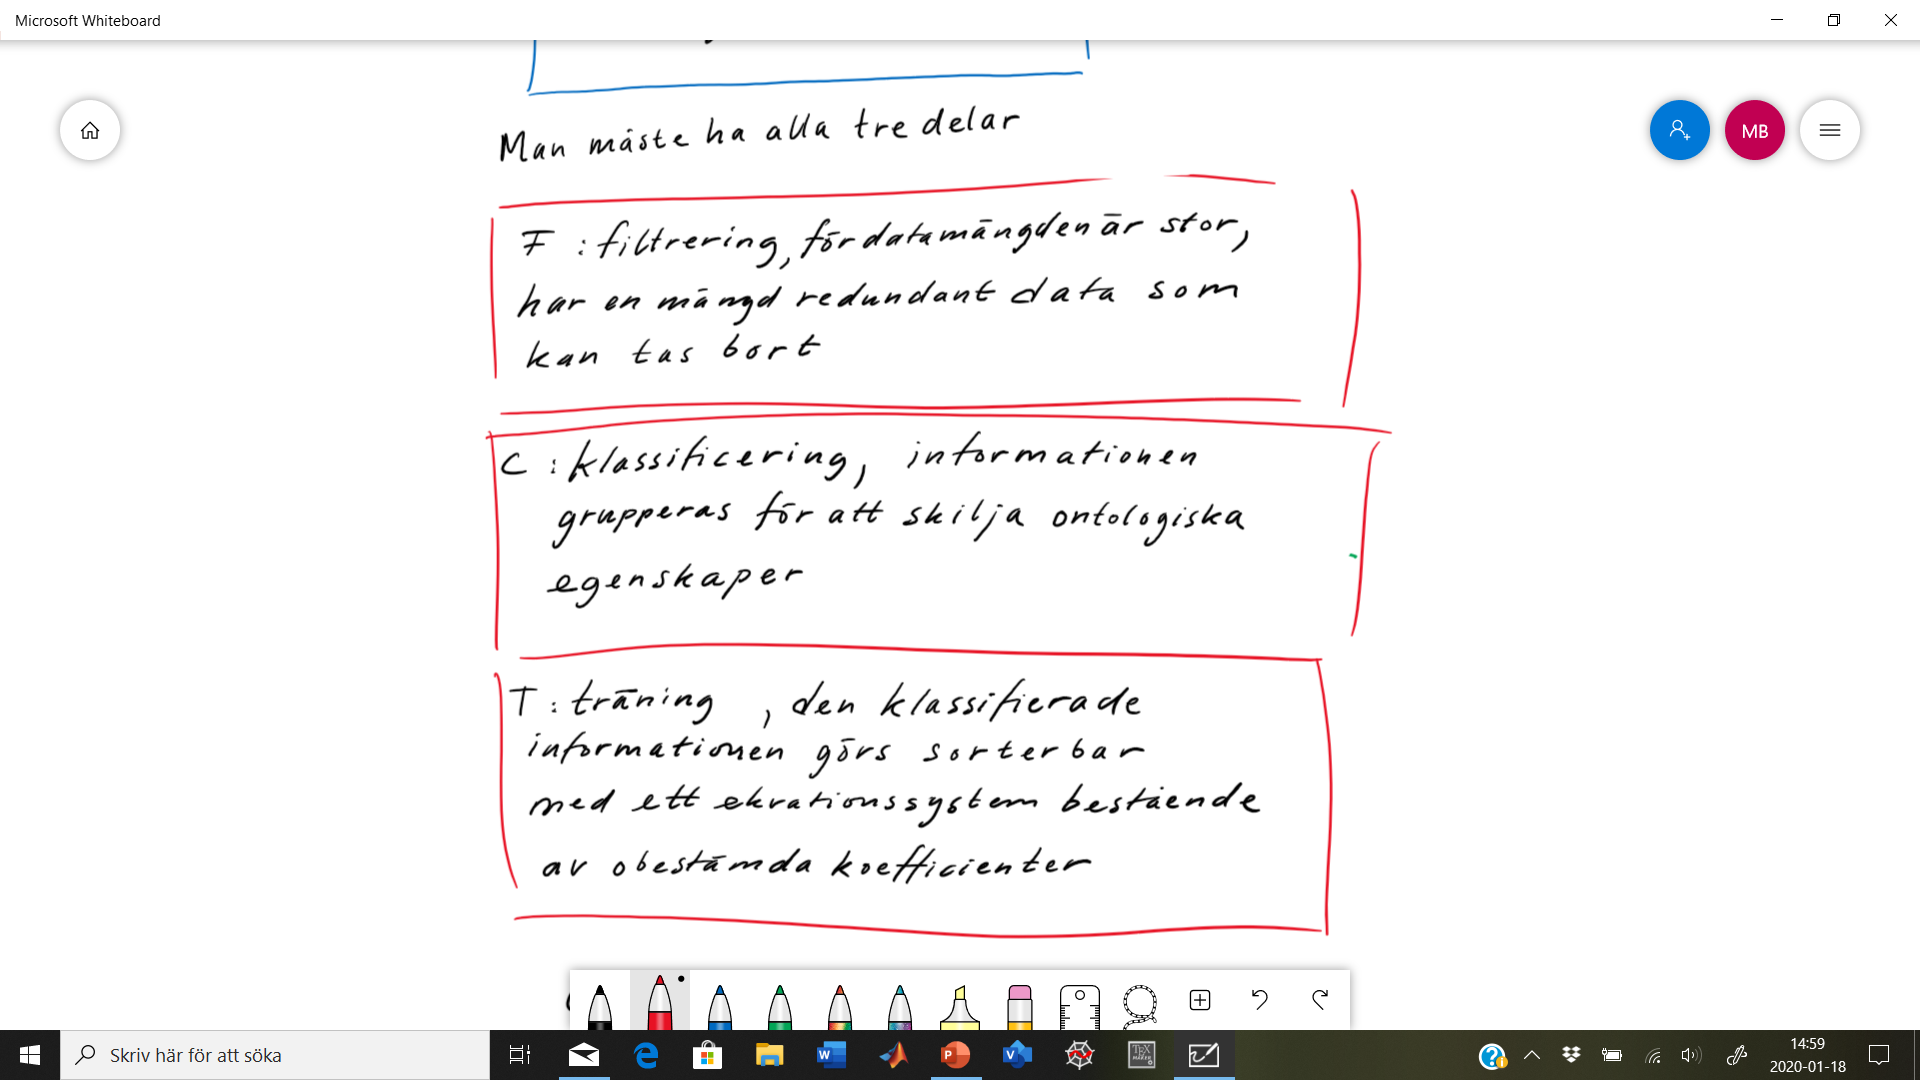 Microsoft Whiteboard
Man måste ha alla tre delar
MB
F : filtrering, för datamängden är stor,
har en mängd redundant data som
kan tas bort
C : klassificering, informationen
grupperas för att skilja ontologiska
egenskaper
T : träning , den klassifierade
informationen görs sorterbar
med ett ekvationssystem bestående
av obestämda koefficienter
Skriv här för att söka
14:59
2020-01-18